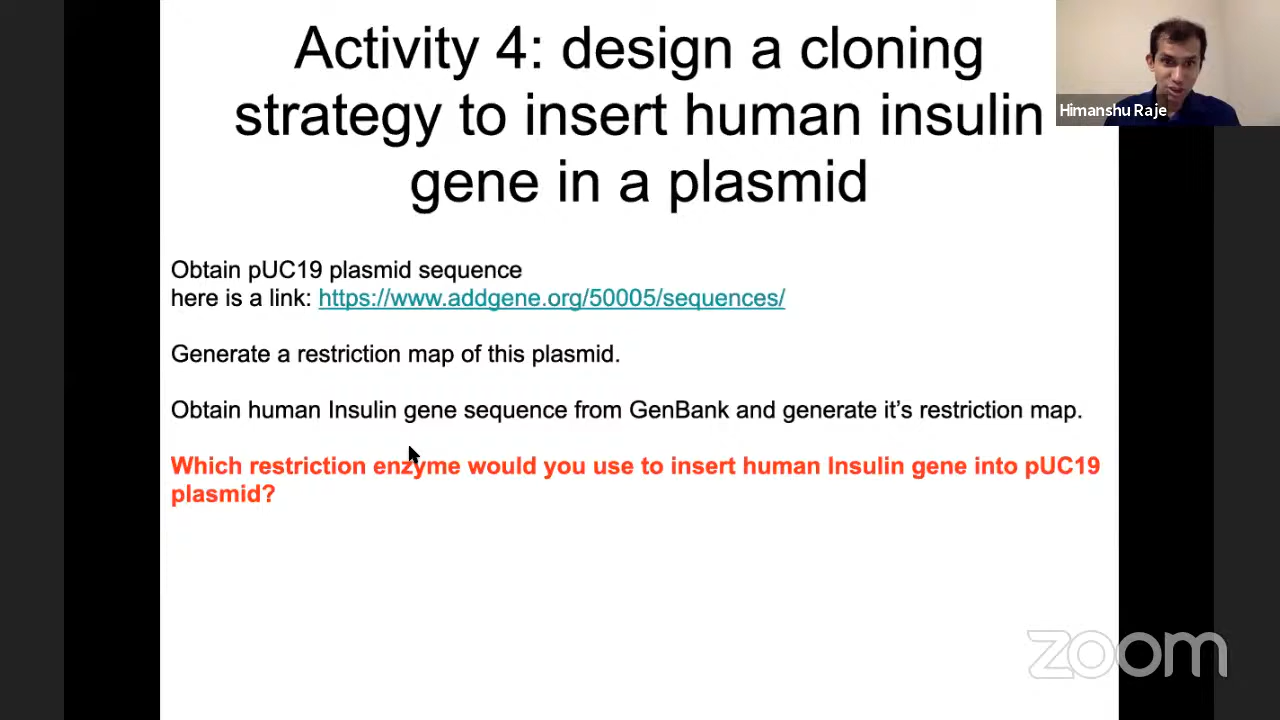 Activity 4: design a cloning
strategy to insert human insulin
gene in a plasmid
Himanshu Raje
Obtain pUC19 plasmid sequence
here is a link: https://www.addgene.org/50005/sequences/
Generate a restriction map of this plasmid.
Obtain human Insulin gene sequence from GenBank and generate it’s restriction map.
Which restriction enzyme would you use to insert human Insulin gene into pUC19
plasmid?
zoom